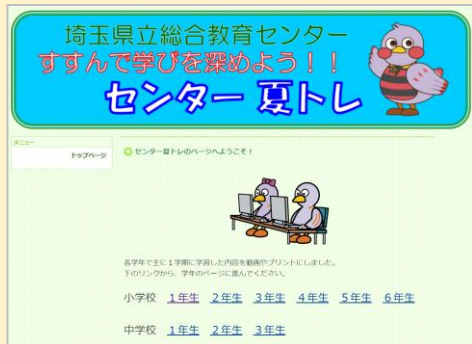 埼玉県立総合教育センター
すすんで学びを深めよう！！
センター 夏トレ
メニュー
トップページ
センター夏トレのページへようこそ！
各学年で主に１学期に学習した内容を動画やプリントにしました。
下のリンクから、学年のページに進んでください。
小学校 １年生 ２年生 ３年生 ４年生 ５年生 ６年生
中学校 １年生 ２年生 ３年生